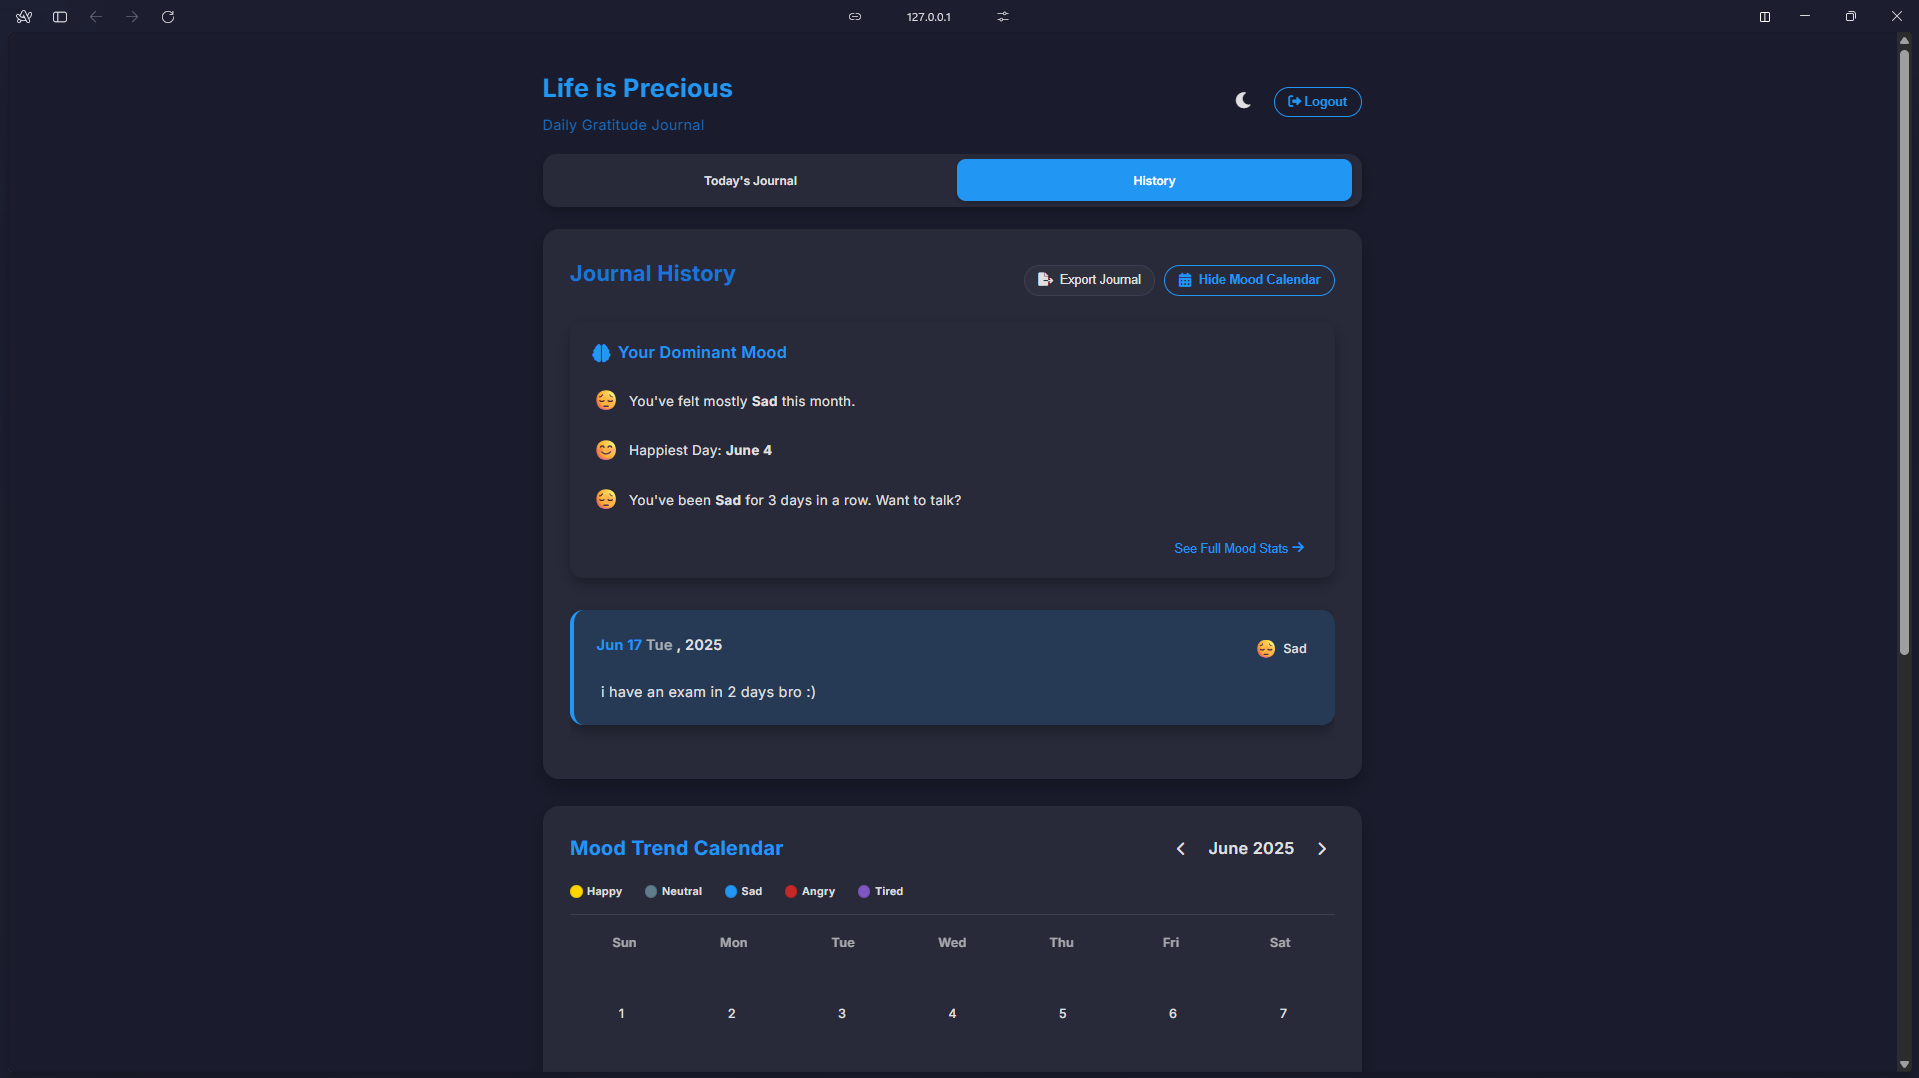 127.0.0.1
Life is Precious
Daily Gratitude Journal
Logout
Today's Journal
History
Journal History
Export Journal
Hide Mood Calendar
Your Dominant Mood
You've felt mostly Sad this month.
Happiest Day: June 4
You've been Sad for 3 days in a row. Want to talk?
See Full Mood Stats
Jun 17 Tue , 2025
Sad
i have an exam in 2 days bro :)
Mood Trend Calendar
June 2025
Happy Neutral Sad Angry Tired
Sun Mon Tue Wed Thu Fri Sat
1 2 3 4 5 6 7